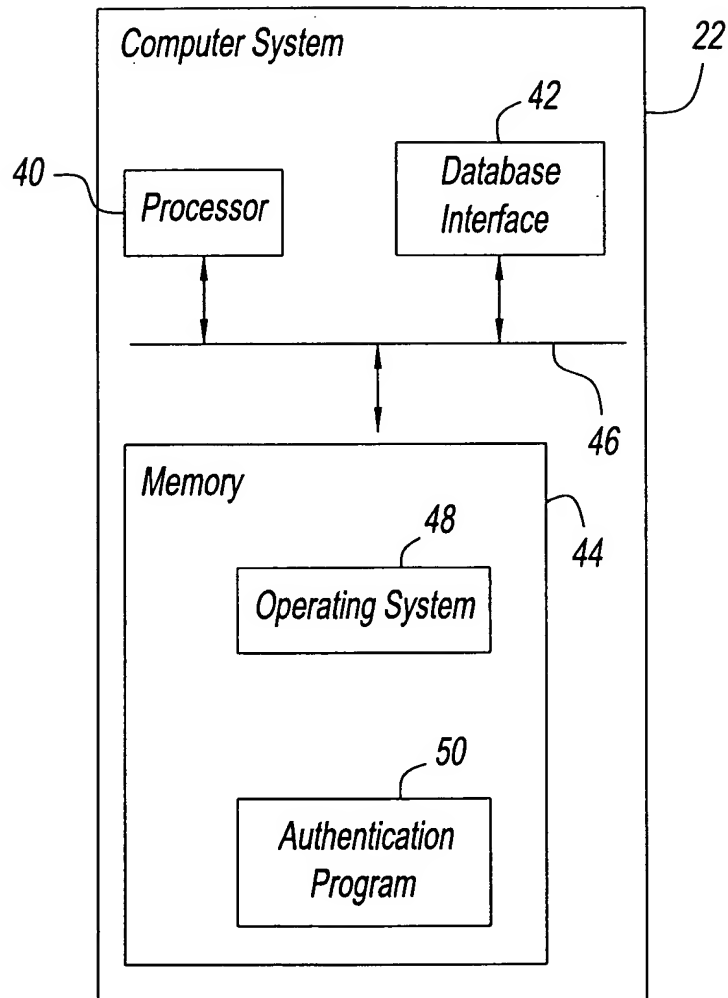 Computer System
22
42
40
Processor
Database
Interface
46
Memory
44
48
Operating System
50
Authentication
Program